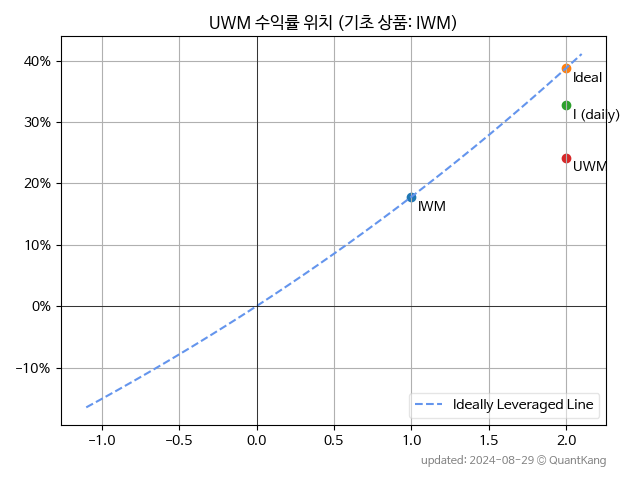 UWM 수익률 위치 (기초 상품: IWM)
40%
30%
20%
10%
0%
−10%
Ideal
I (daily)
UWM
IWM
Ideally Leveraged Line
−1.0 −0.5 0.0 0.5 1.0 1.5 2.0
updated: 2024-08-29 © QuantKang